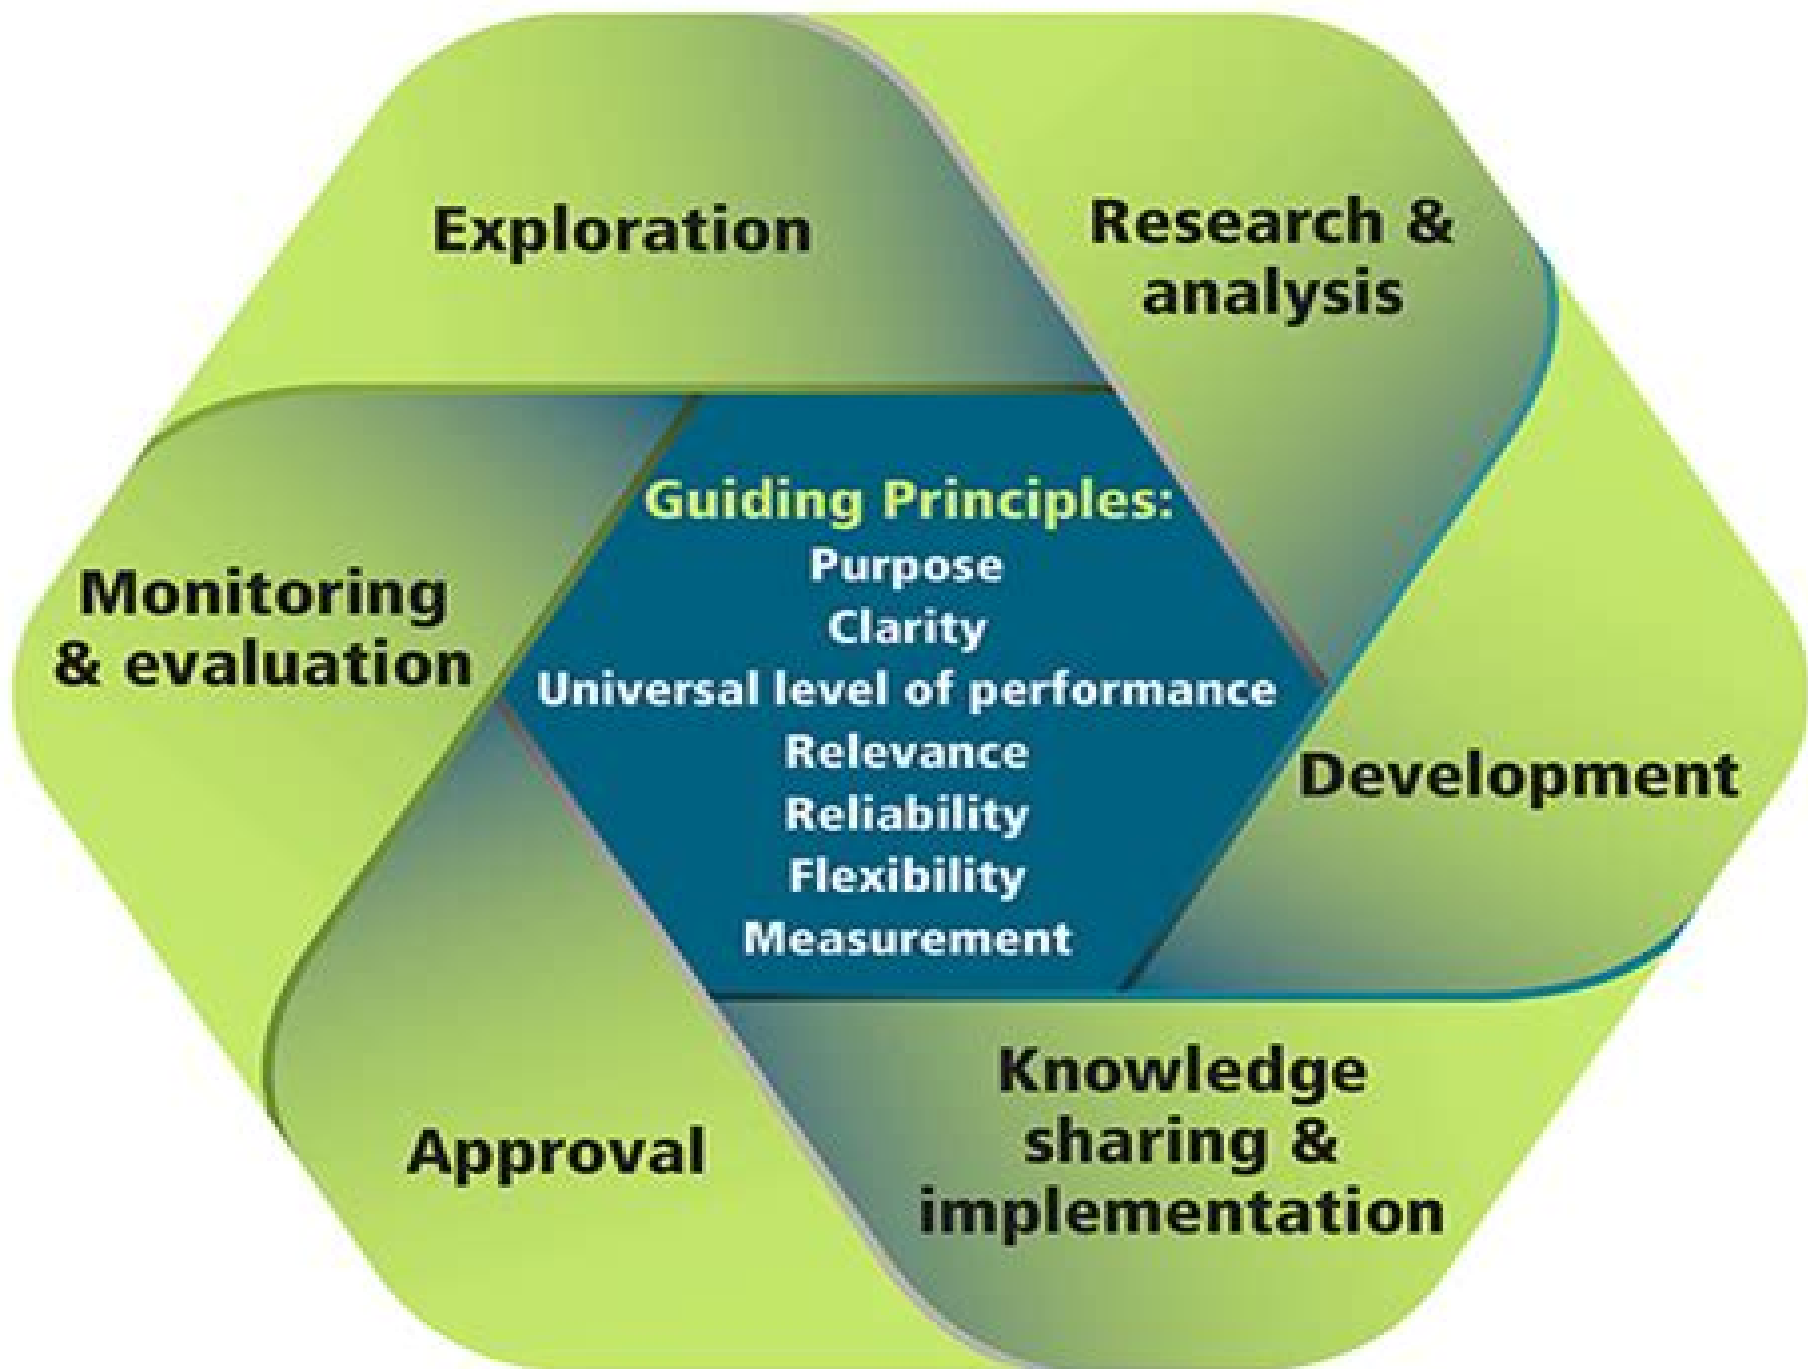 Exploration
Research &
analysis
Guiding Principles:
Purpose
Clarity
Universal level of performance
Relevance
Reliability
Flexibility
Measurement
Monitoring
& evaluation
Development
Knowledge
sharing &
implementation
Approval